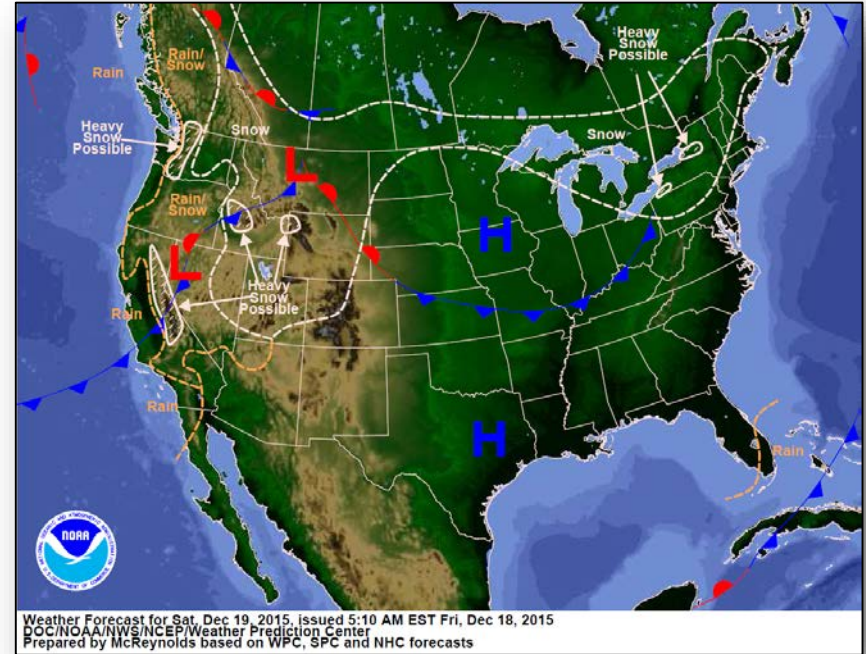 Rain/
Snow
Rain
Heavy
Snow
Possible
Snow
Heavy
Snow
Possible
Snow
Rain/
Snow
L
L
H
Heavy
Snow
Possible
Rain
Rain
H
Rain
NOAA
Weather Forecast for Sat, Dec 19, 2015, issued 5:10 AM EST Fri, Dec 18, 2015
DOC/NOAA/NWS/NCEP/Weather Prediction Center
Prepared by McReynolds based on WPC, SPC and NHC forecasts